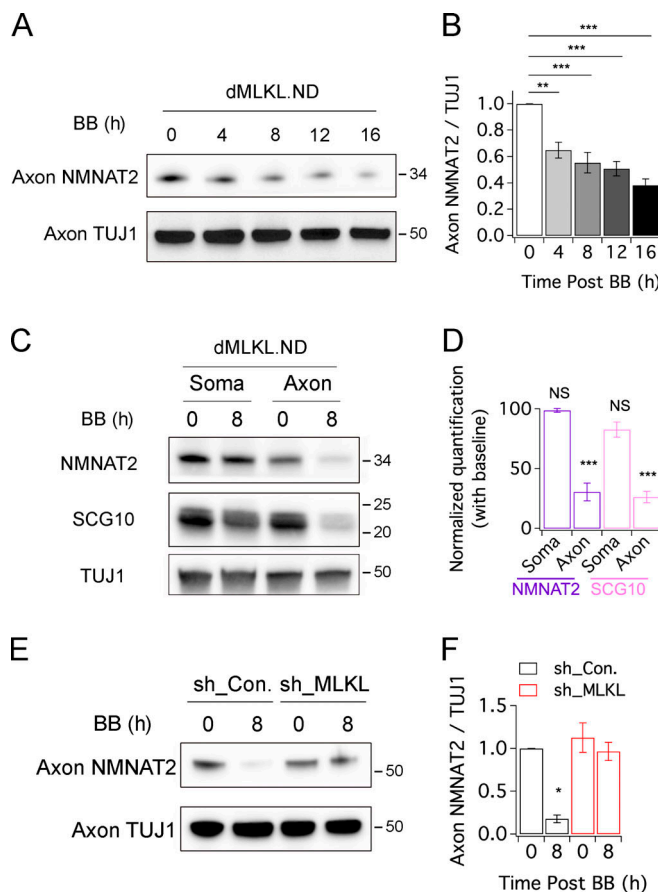 A
dMLKL.ND
BB (h)
0 4 8 12 16
Axon NMNAT2
34
Axon TUJ1
50
B
***
***
***
**
Axon NMNAT2 / TUJ1
1.0
0.8
0.6
0.4
0.2
0.0
0 4 8 12 16
Time Post BB (h)
C
dMLKL.ND
Soma Axon
BB (h) 0 8 0 8
NMNAT2
34
SCG10
25
20
TUJ1
50
D
Normalized quantification
(with baseline)
100
50
0
NS
***
NS
***
Soma Axon Soma Axon
NMNAT2 SCG10
E
sh_Con. sh_MLKL
BB (h) 0 8 0 8
Axon NMNAT2
50
Axon TUJ1
50
F
sh_Con.
sh_MLKL
Axon NMNAT2 / TUJ1
1.5
1.0
0.5
0.0
*
0 8 0 8
Time Post BB (h)